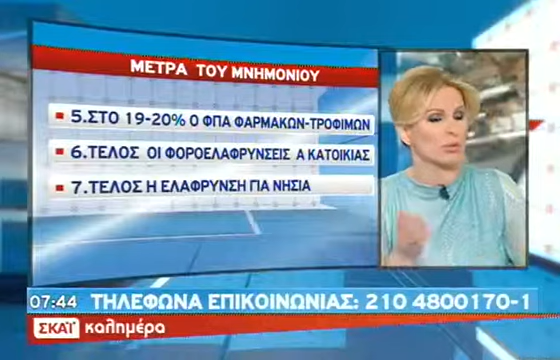 ΜΕΤΡΑ ΤΟΥ ΜΝΗΜΟΝΙΟΥ
5.ΣΤΟ 19-20% Ο ΦΠΑ ΦΑΡΜΑΚΩΝ-ΤΡΟΦΙΜΩΝ
6.ΤΕΛΟΣ ΟΙ ΦΟΡΟΕΛΑΦΡΥΝΣΕΙΣ Α ΚΑΤΟΙΚΙΑΣ
7.ΤΕΛΟΣ Η ΕΛΑΦΡΥΝΣΗ ΓΙΑ ΝΗΣΙΑ
07:44 ΤΗΛΕΦΩΝΑ ΕΠΙΚΟΙΝΩΝΙΑΣ: 210 4800170-1
ΣΚΑΪ καλημέρα